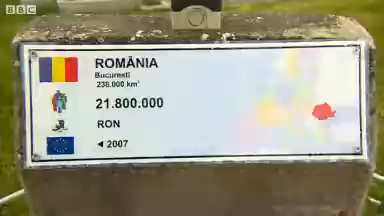 BBC
ROMÂNIA
Bucuresti
238.000 km²
21.800.000
RON
◄ 2007